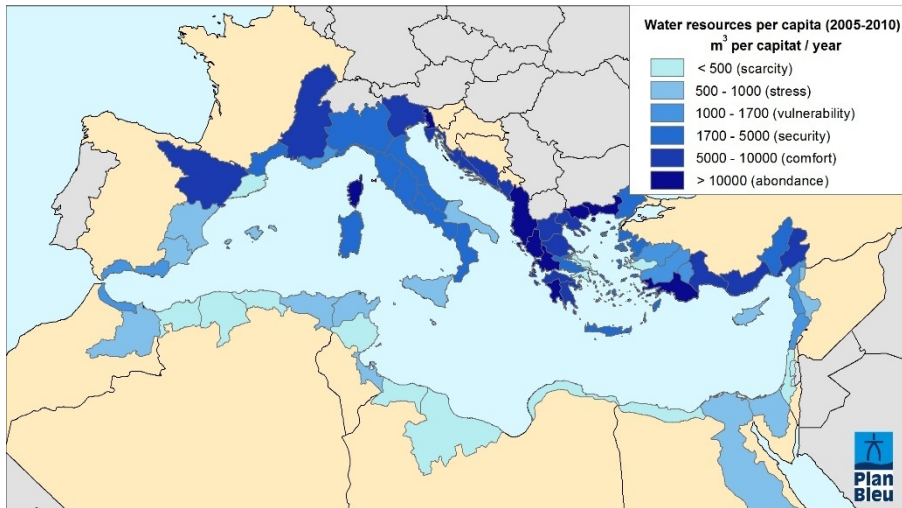 Water resources per capita (2005-2010)
m³ per capitat / year
< 500 (scarcity)
500 - 1000 (stress)
1000 - 1700 (vulnerability)
1700 - 5000 (security)
5000 - 10000 (comfort)
> 10000 (abondance)
Plan
Bleu